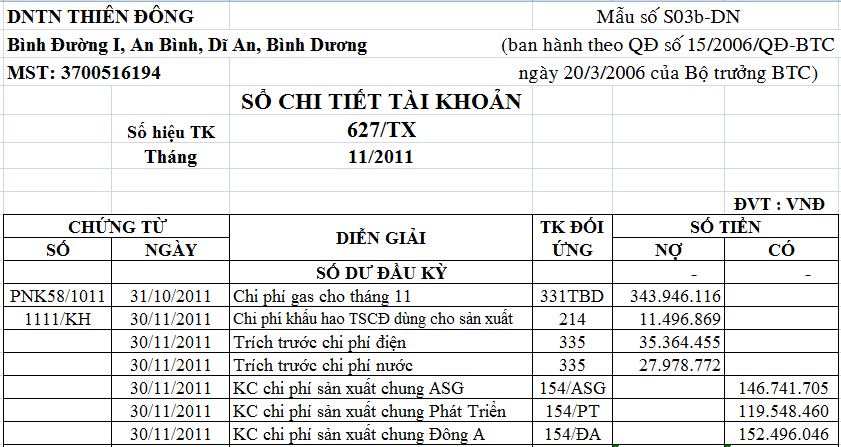 DNTN THIÊN ĐÔNG Mẫu số S03b-DN
Bình Đường I, An Bình, Dĩ An, Bình Dương (ban hành theo QĐ số 15/2006/QĐ-BTC
MST: 3700516194 ngày 20/3/2006 của Bộ trưởng BTC)
SỔ CHI TIẾT TÀI KHOẢN
Số hiệu TK 627/TX
Tháng 11/2011
ĐVT : VNĐ
CHỨNG TỪ DIỄN GIẢI TK ĐỐI ỨNG SỐ TIỀN
SỐ NGÀY NỢ CÓ
SỐ DƯ ĐẦU KỲ - -
PNK58/1011 31/10/2011 Chi phí gas cho tháng 11 331TBD 343.946.116
1111/KH 30/11/2011 Chi phí khấu hao TSCĐ dùng cho sản xuất 214 11.496.869
30/11/2011 Trích trước chi phí điện 335 35.364.455
30/11/2011 Trích trước chi phí nước 335 27.978.772
30/11/2011 KC chi phí sản xuất chung ASG 154/ASG 146.741.705
30/11/2011 KC chi phí sản xuất chung Phát Triển 154/PT 119.548.460
30/11/2011 KC chi phí sản xuất chung Đông A 154/ĐA 152.496.046